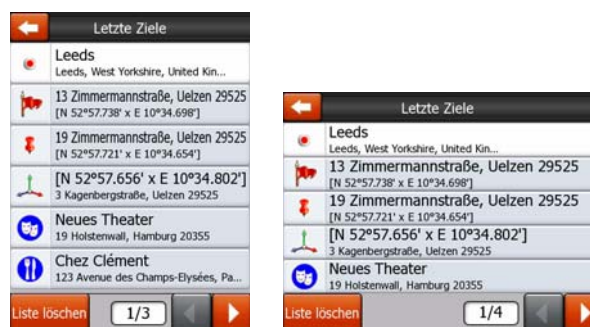 Letzte Ziele
Leeds
Leeds, West Yorkshire, United Kin...
13 Zimmermannstraße, Uelzen 29525
[N 52°57.738' x E 10°34.698']
19 Zimmermannstraße, Uelzen 29525
[N 52°57.721' x E 10°34.654']
[N 52°57.656' x E 10°34.802']
3 Kagenbergstraße, Uelzen 29525
Neues Theater
19 Holstenwall, Hamburg 20355
Chez Clément
123 Avenue des Champs-Elysées, Pa...
Liste löschen 1/3
Letzte Ziele
Leeds
Leeds, West Yorkshire, United Kin...
13 Zimmermannstraße, Uelzen 29525
[N 52°57.738' x E 10°34.698']
19 Zimmermannstraße, Uelzen 29525
[N 52°57.721' x E 10°34.654']
[N 52°57.656' x E 10°34.802']
3 Kagenbergstraße, Uelzen 29525
Neues Theater
19 Holstenwall, Hamburg 20355
Liste löschen 1/4